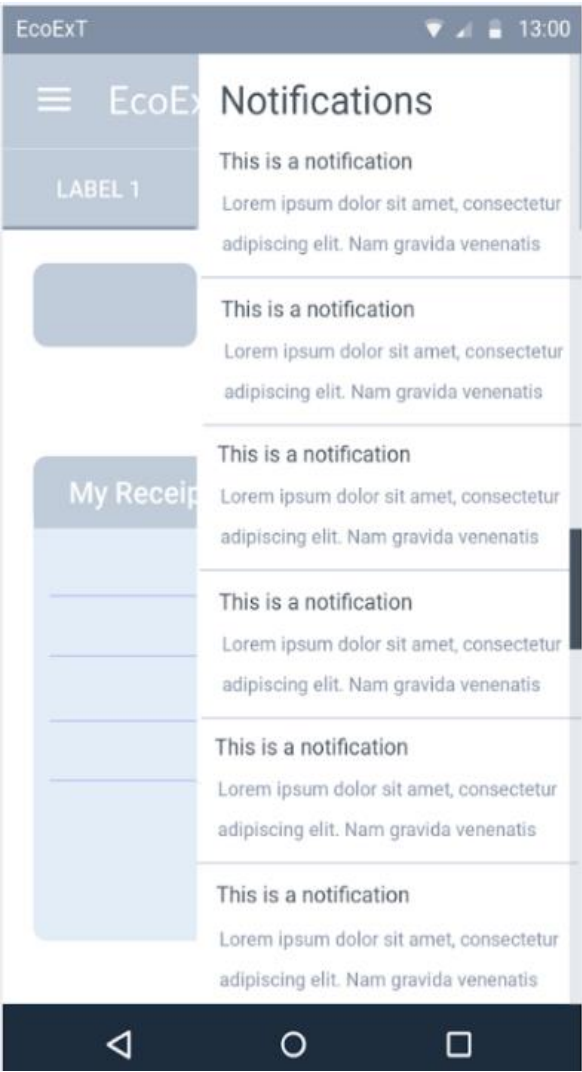 EcoExT 13:00
EcoEx
Notifications
LABEL 1
This is a notification
Lorem ipsum dolor sit amet, consectetur
adipiscing elit. Nam gravida venenatis
This is a notification
Lorem ipsum dolor sit amet, consectetur
adipiscing elit. Nam gravida venenatis
My Receip
This is a notification
Lorem ipsum dolor sit amet, consectetur
adipiscing elit. Nam gravida venenatis
This is a notification
Lorem ipsum dolor sit amet, consectetur
adipiscing elit. Nam gravida venenatis
This is a notification
Lorem ipsum dolor sit amet, consectetur
adipiscing elit. Nam gravida venenatis
This is a notification
Lorem ipsum dolor sit amet, consectetur
adipiscing elit. Nam gravida venenatis